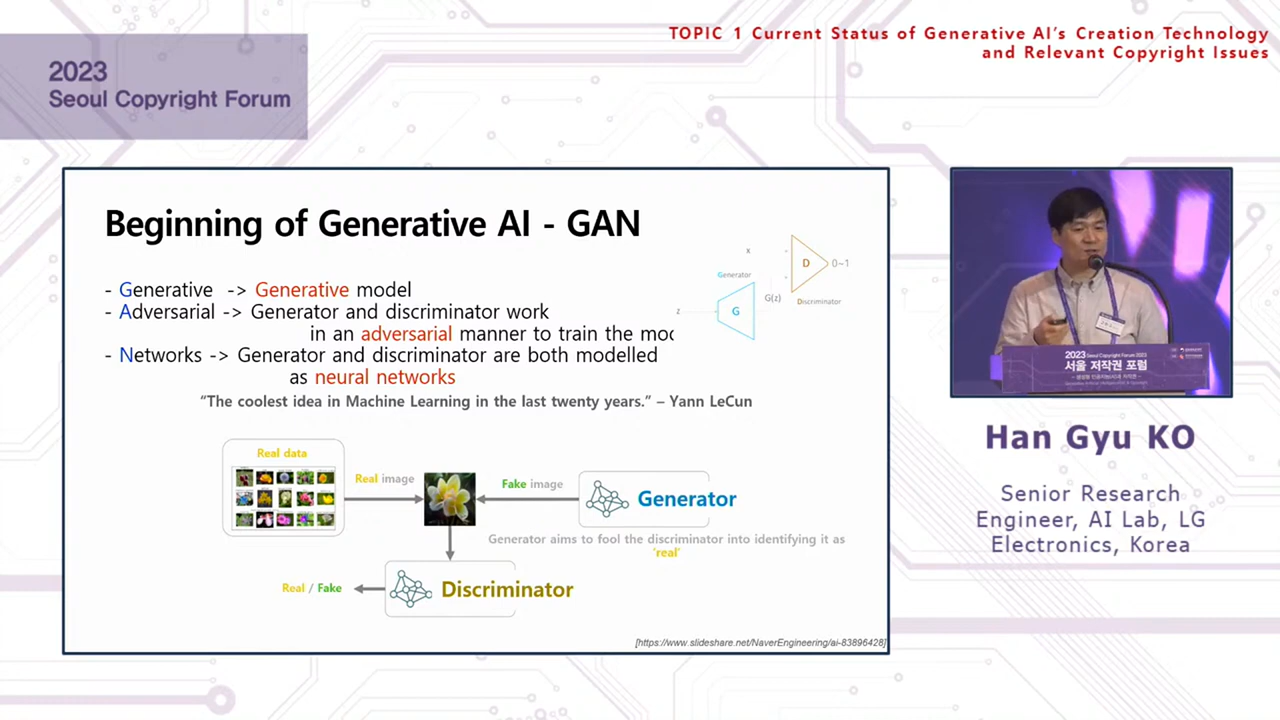 TOPIC 1 Current Status of Generative AI's Creation Technology
and Relevant Copyright Issues
2023
Seoul Copyright Forum
Beginning of Generative AI - GAN
- Generative -> Generative model
- Adversarial -> Generator and discriminator work
in an adversarial manner to train the moc
- Networks -> Generator and discriminator are both modelled
as neural networks
"The coolest idea in Machine Learning in the last twenty years." – Yann LeCun
x
D
0~1
Generator
G(z)
Discriminator
z
G
Real data
Real image
Fake image
Generator
Generator aims to fool the discriminator into identifying it as
'real'
Real / Fake
Discriminator
[https://www.slideshare.net/NaverEngineering/ai-83896428]
2023 Seoul Copyright Forum 2023
서울 저작권 포럼
Han Gyu KO
Senior Research
Engineer, AI Lab, LG
Electronics, Korea